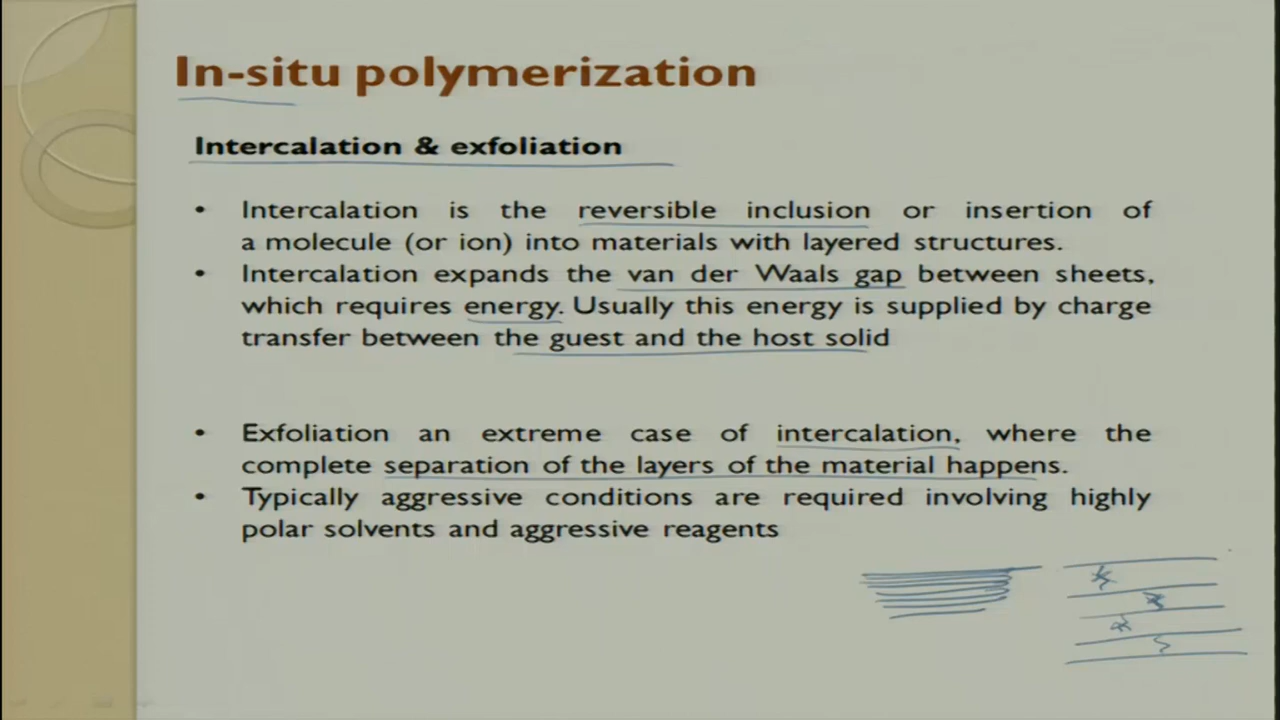 In-situ polymerization
Intercalation & exfoliation
• Intercalation is the reversible inclusion or insertion of
a molecule (or ion) into materials with layered structures.
• Intercalation expands the van der Waals gap between sheets,
which requires energy. Usually this energy is supplied by charge
transfer between the guest and the host solid
• Exfoliation an extreme case of intercalation, where the
complete separation of the layers of the material happens.
• Typically aggressive conditions are required involving highly
polar solvents and aggressive reagents